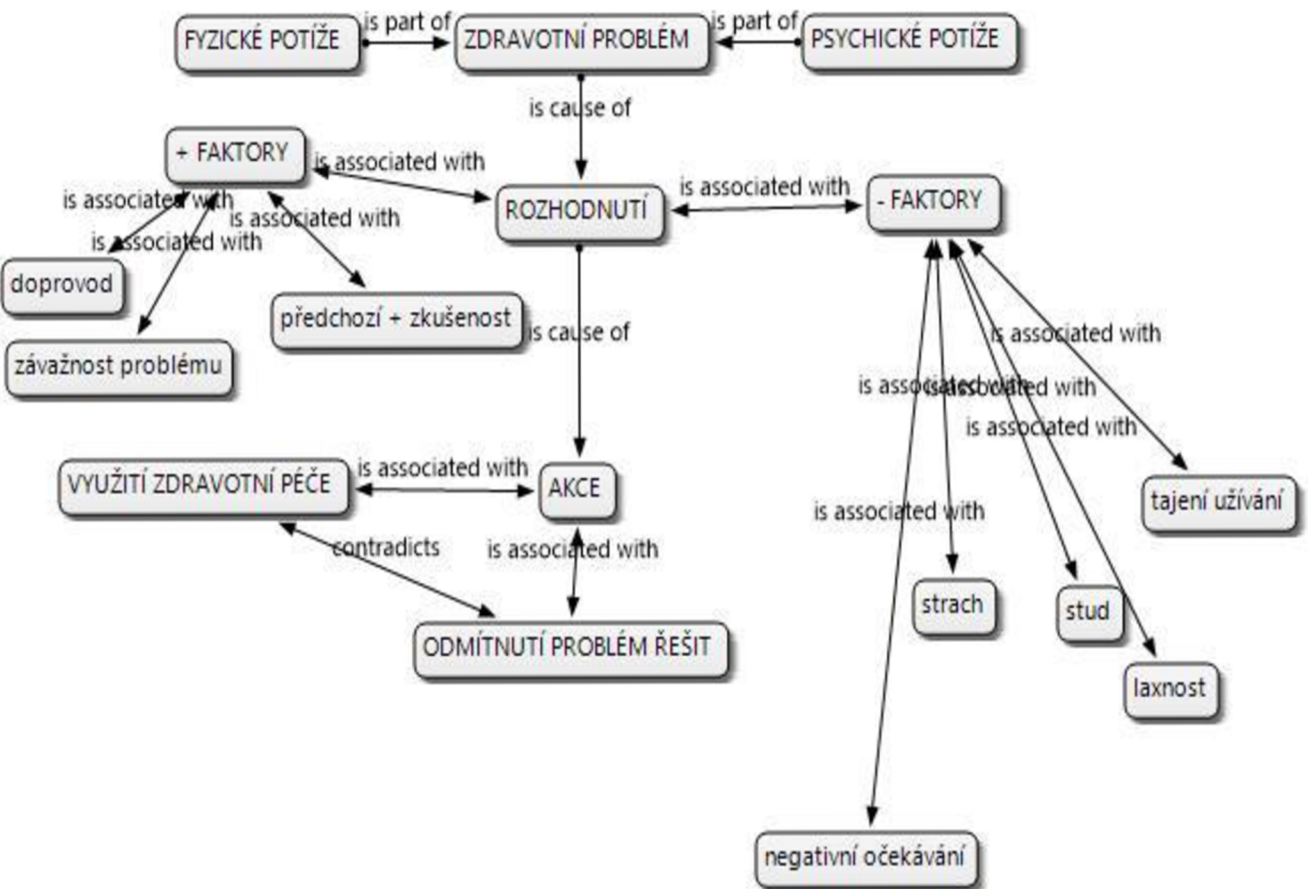 is part of
is part of
FYZICKÉ POTÍŽE
ZDRAVOTNÍ PROBLÉM
PSYCHICKÉ POTÍŽE
is cause of
+ FAKTORY
is associated with
is associated with
- FAKTORY
is associated with
ROZHODNUTÍ
is associated with
is associated with
doprovod
předchozí + zkušenost
is cause of
is associated with
závažnost problému
is associated with
is associated with
is associated with
VYUŽITÍ ZDRAVOTNÍ PÉČE
is associated with
AKCE
tajení užívání
is associated with
contradicts
is associated with
strach
stud
ODMÍTNUTÍ PROBLÉM ŘEŠIT
laxnost
negativní očekávání